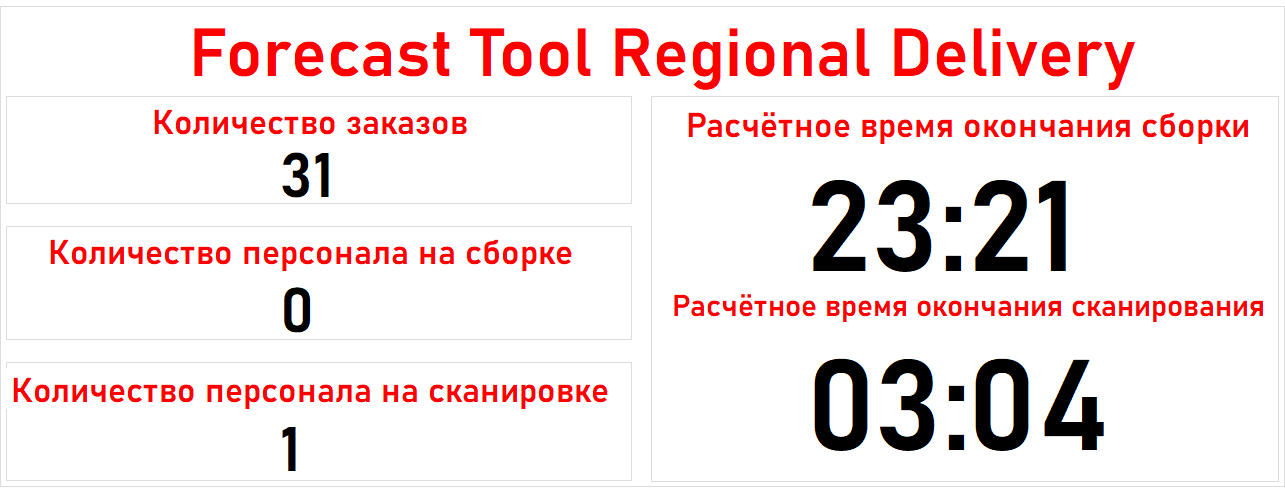 Forecast Tool Regional Delivery
Количество заказов
31
Количество персонала на сборке
0
Количество персонала на сканировке
1
Расчётное время окончания сборки
23:21
Расчётное время окончания сканирования
03:04